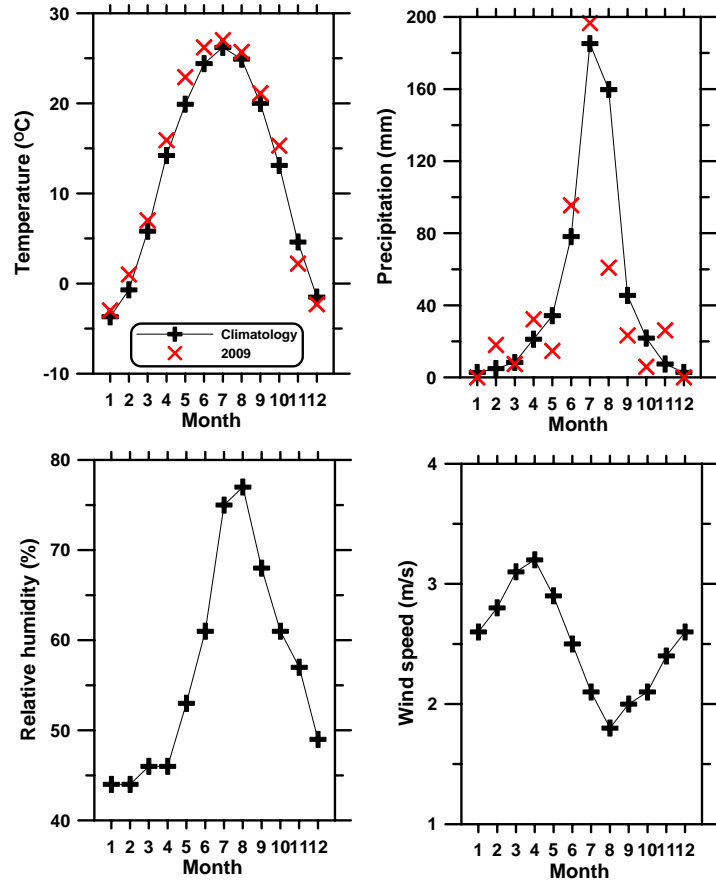 Temperature (°C)
30
20
10
0
-10
Climatology
2009
1 2 3 4 5 6 7 8 9 10 11 12
Month
Precipitation (mm)
200
160
120
80
40
0
1 2 3 4 5 6 7 8 9 10 11 12
Month
Relative humidity (%)
80
70
60
50
40
1 2 3 4 5 6 7 8 9 10 11 12
Month
Wind speed (m/s)
4
3
2
1
1 2 3 4 5 6 7 8 9 10 11 12
Month